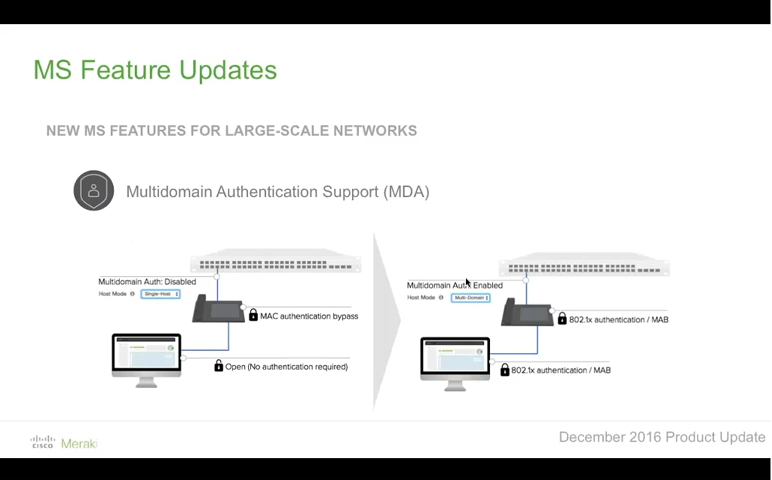 MS Feature Updates
NEW MS FEATURES FOR LARGE-SCALE NETWORKS
Multidomain Authentication Support (MDA)
Multidomain Auth: Disabled
Host Mode
Single-Host
MAC authentication bypass
Open (No authentication required)
Multidomain Auth: Enabled
Host Mode
Multi-Domain
802.1x authentication / MAB
802.1x authentication / MAB
CISCO Meraki
December 2016 Product Update